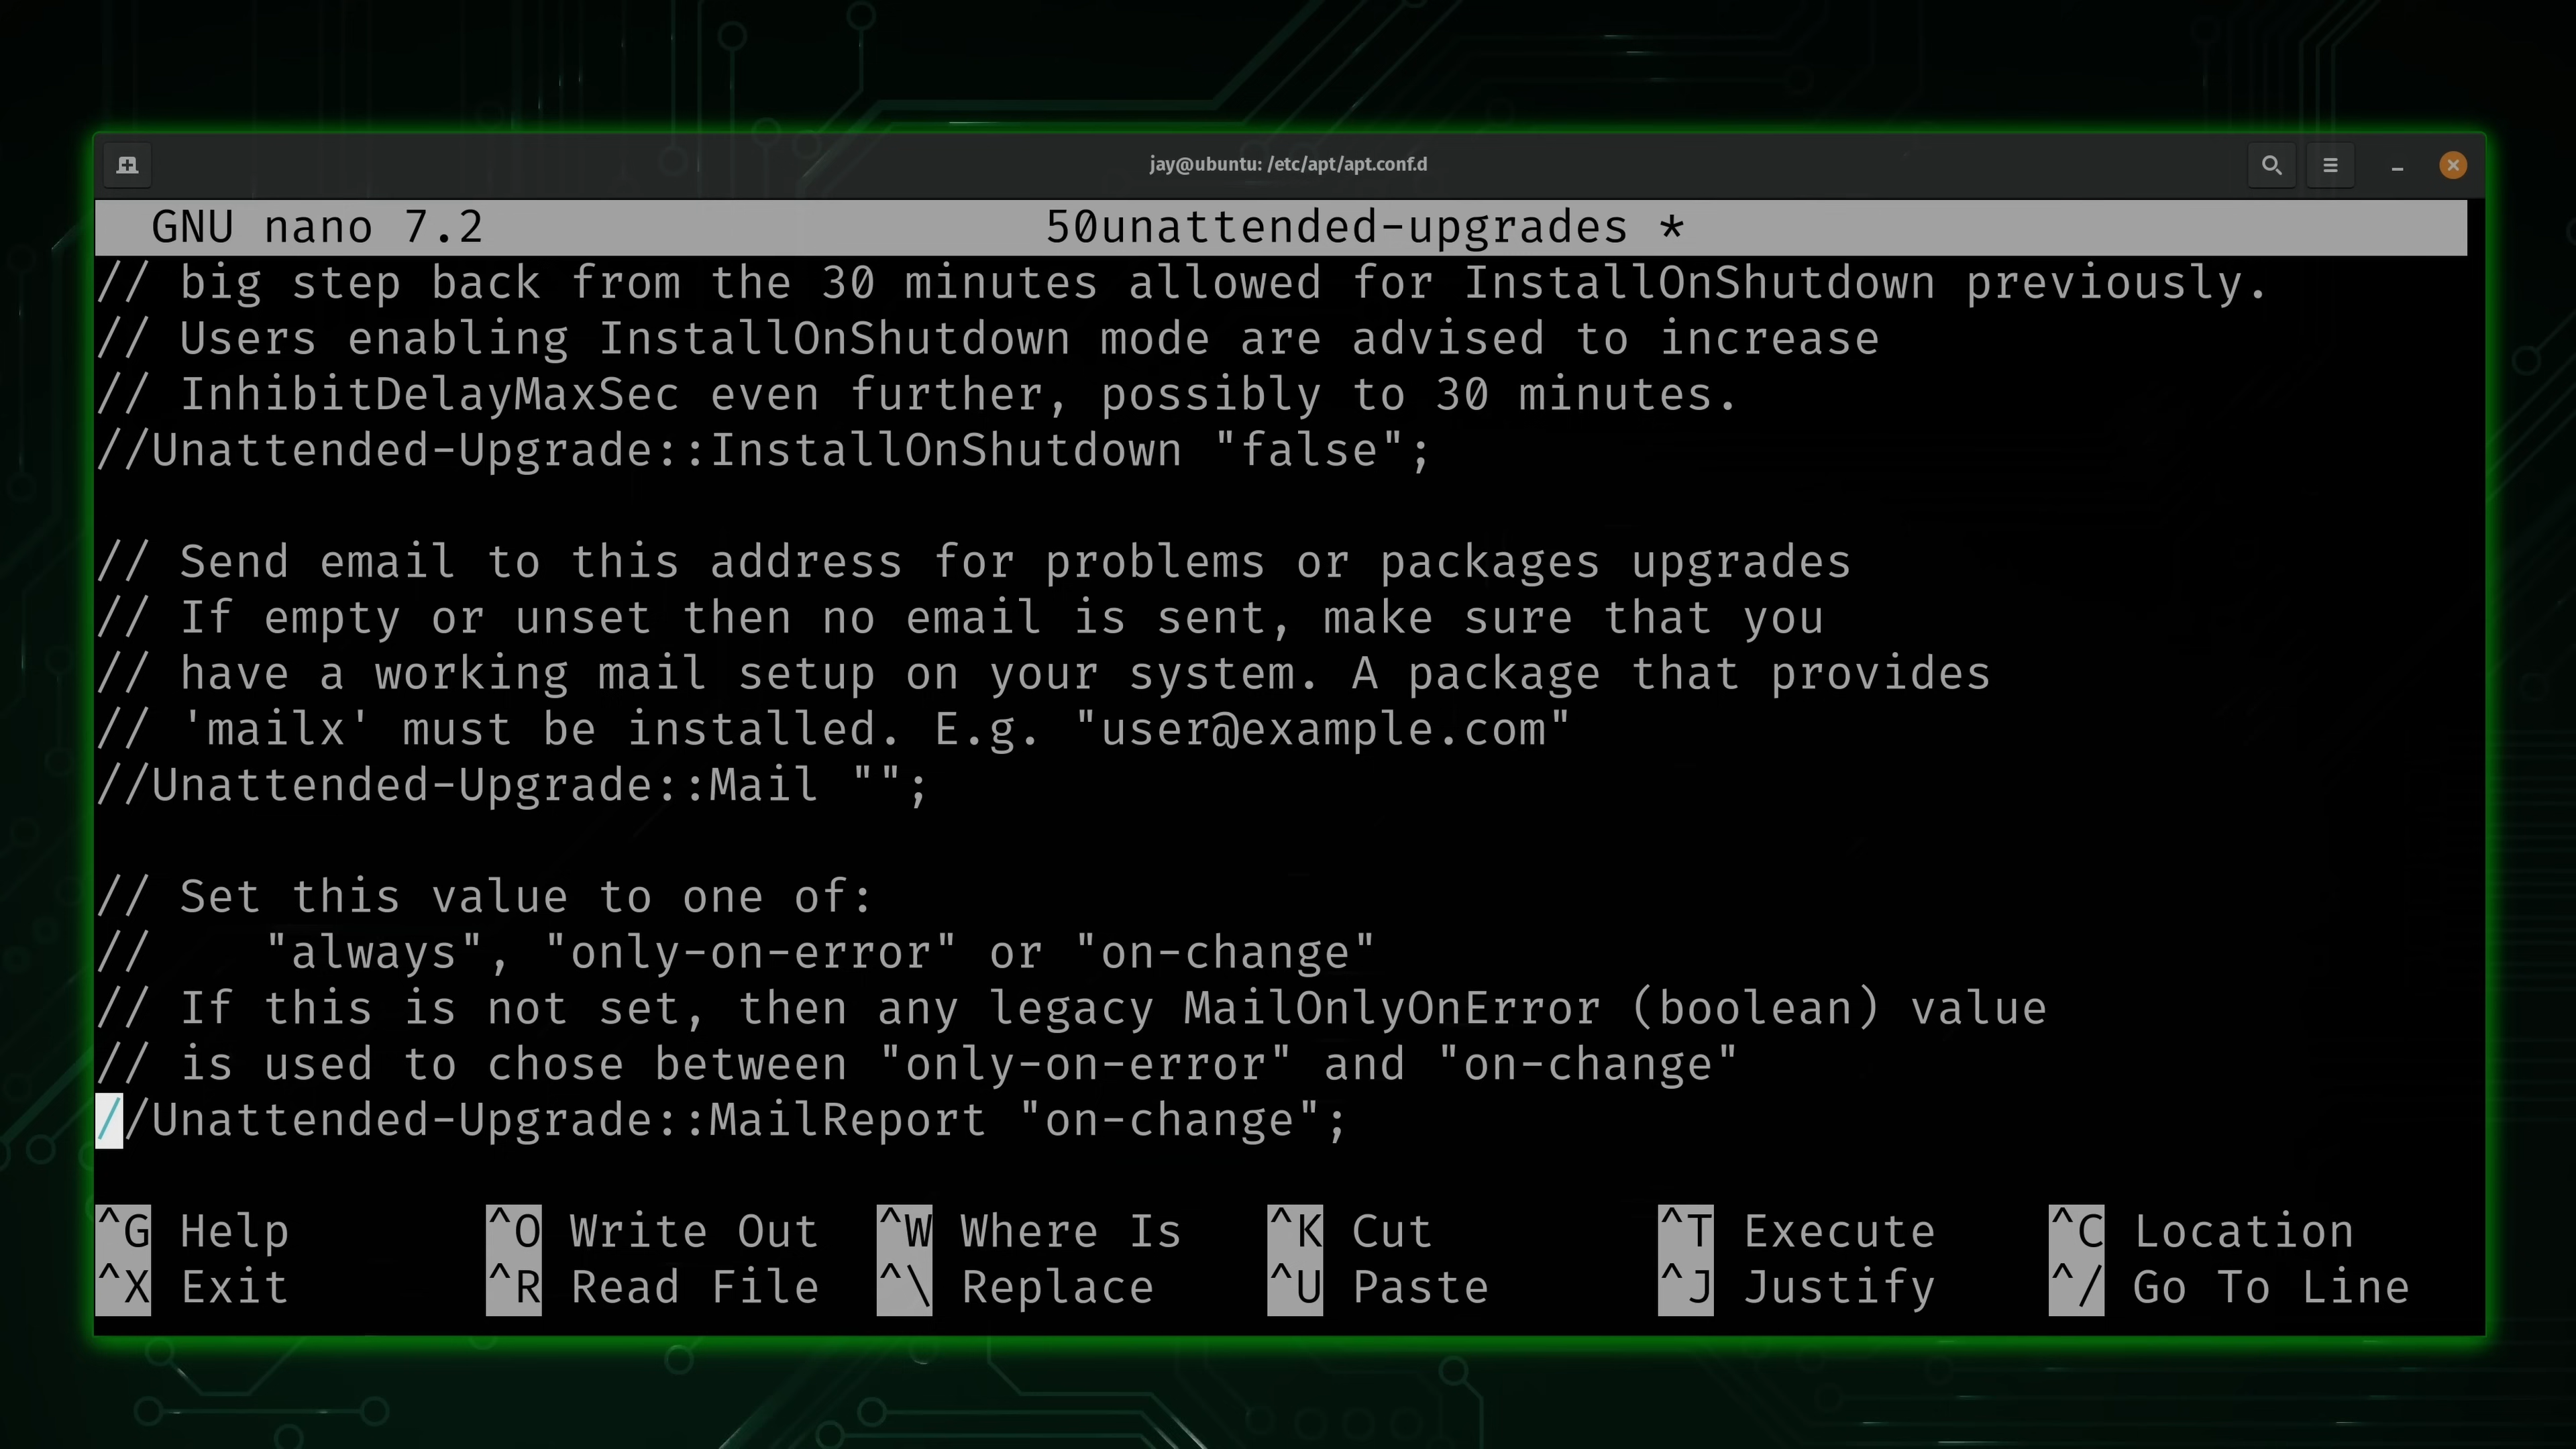 jay@ubuntu: /etc/apt/apt.conf.d
GNU nano 7.2 50unattended-upgrades *
// big step back from the 30 minutes allowed for InstallOnShutdown previously.
// Users enabling InstallOnShutdown mode are advised to increase
// InhibitDelayMaxSec even further, possibly to 30 minutes.
//Unattended-Upgrade::InstallOnShutdown "false";
// Send email to this address for problems or packages upgrades
// If empty or unset then no email is sent, make sure that you
// have a working mail setup on your system. A package that provides
// 'mailx' must be installed. E.g. "user@example.com"
//Unattended-Upgrade::Mail "";
// Set this value to one of:
//    "always", "only-on-error" or "on-change"
// If this is not set, then any legacy MailOnlyOnError (boolean) value
// is used to chose between "only-on-error" and "on-change"
//Unattended-Upgrade::MailReport "on-change";
^G Help ^O Write Out ^W Where Is ^K Cut ^T Execute ^C Location
^X Exit ^R Read File ^\ Replace ^U Paste ^J Justify ^/ Go To Line